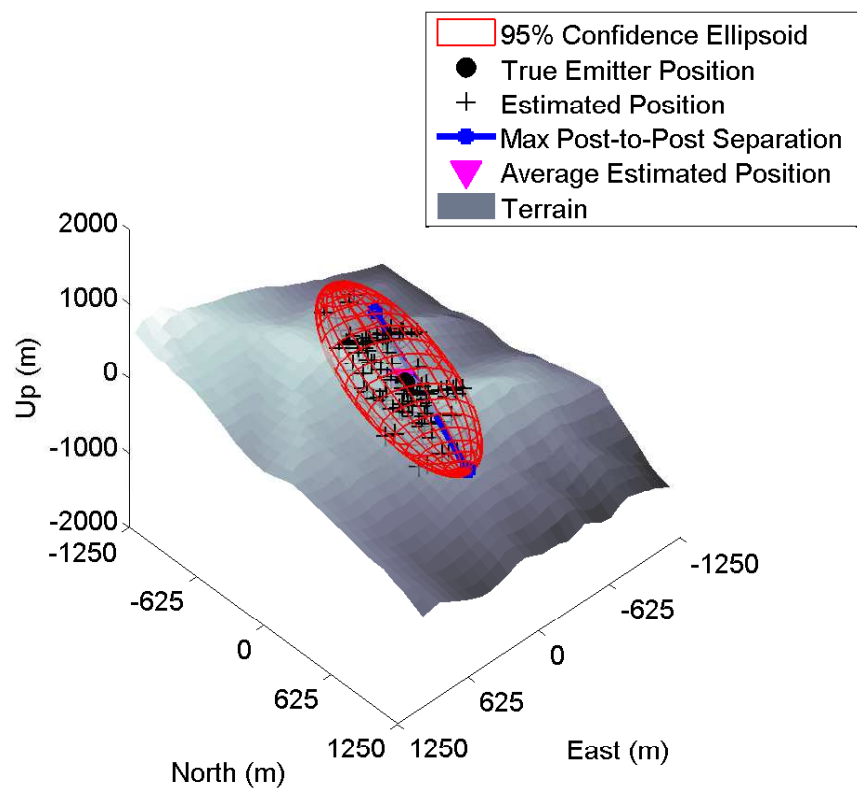 95% Confidence Ellipsoid
True Emitter Position
Estimated Position
Max Post-to-Post Separation
Average Estimated Position
Terrain
2000
1000
0
-1000
-2000
Up (m)
-1250
-625
0
625
1250
North (m)
-1250
-625
0
625
1250
East (m)